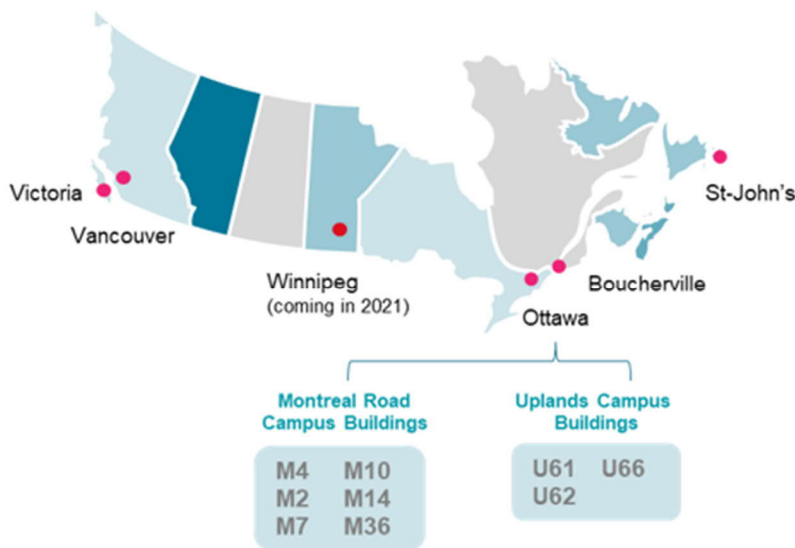 Victoria
Vancouver
Winnipeg
(coming in 2021)
St-John's
Boucherville
Ottawa
Montreal Road
Campus Buildings
M4 M10
M2 M14
M7 M36
Uplands Campus
Buildings
U61 U66
U62